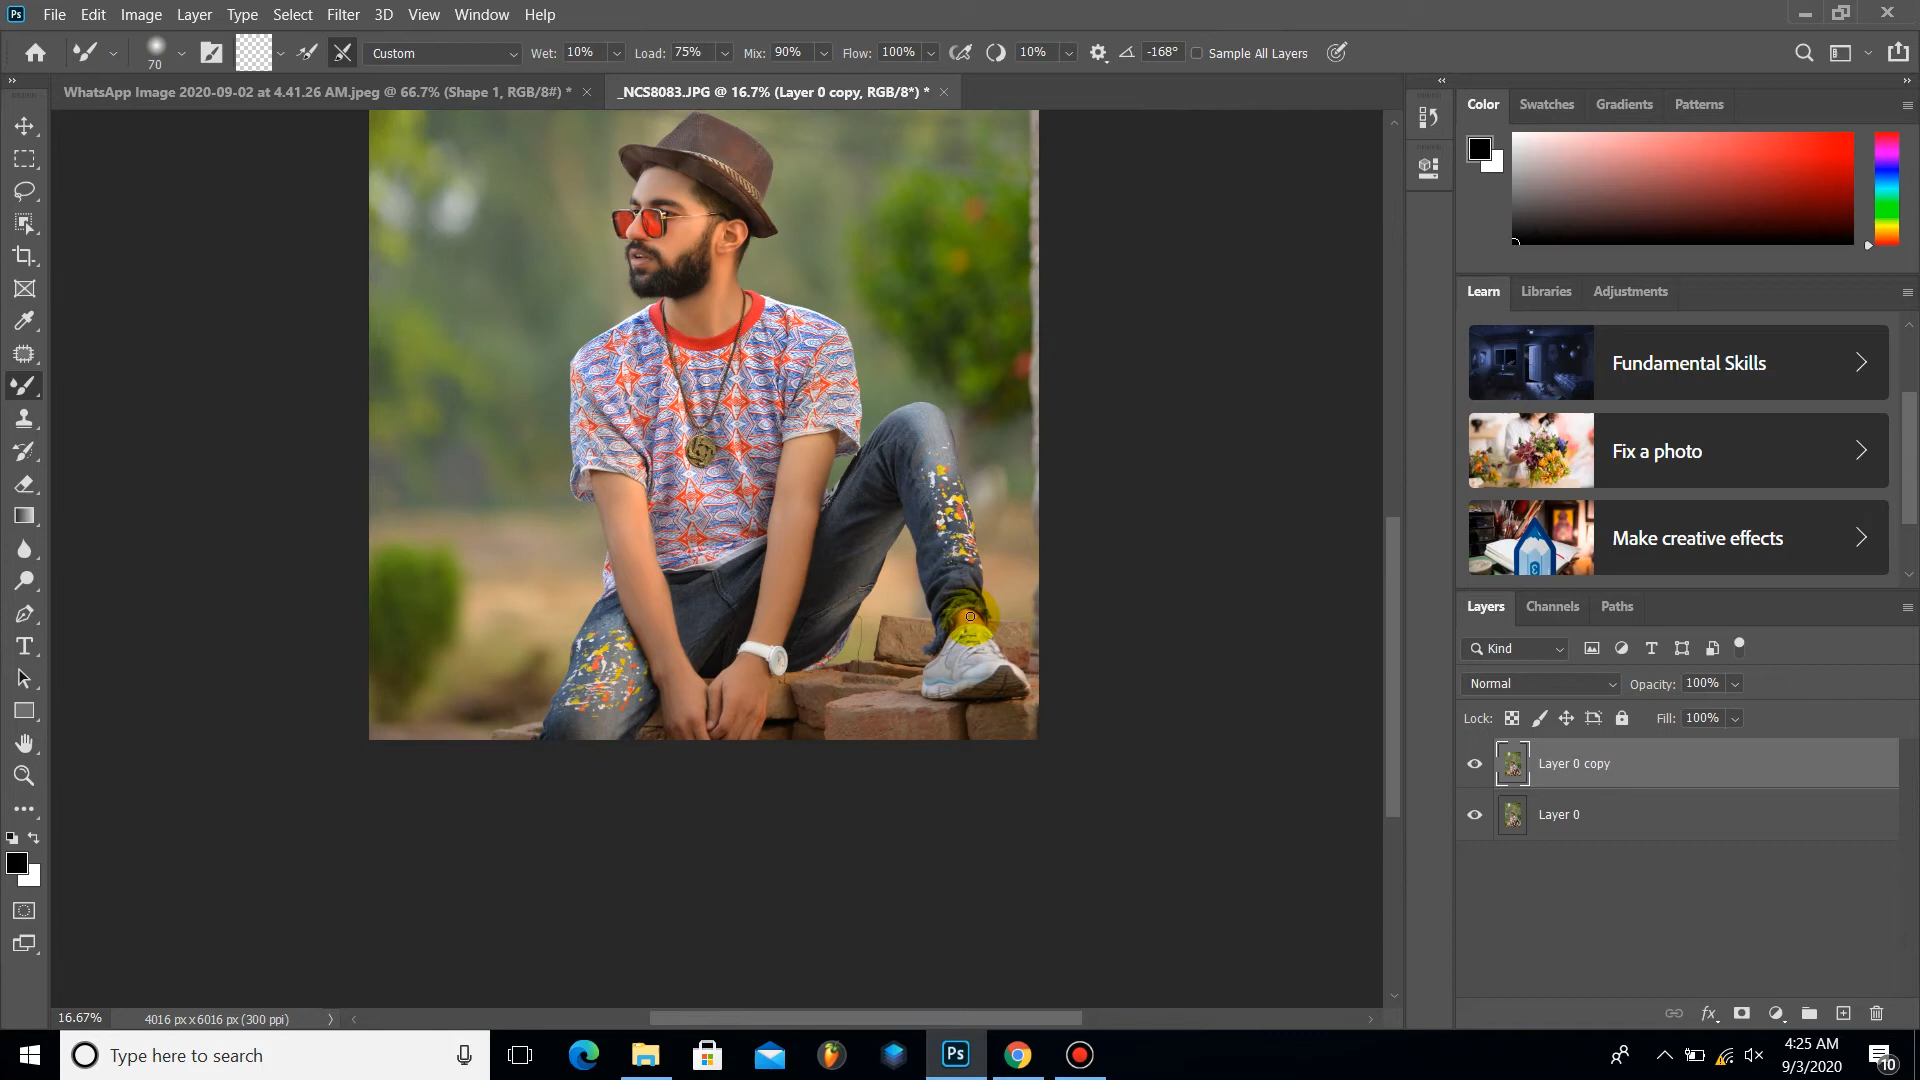 Ps File Edit Image Layer Type Select Filter 3D View Window Help
70 Custom Wet: 10% Load: 75% Mix: 90% Flow: 100% 10% -168° Sample All Layers
WhatsApp Image 2020-09-02 at 4.41.26 AM.jpeg @ 66.7% (Shape 1, RGB/8#) * × _NCS8083.JPG @ 16.7% (Layer 0 copy, RGB/8*) * ×
Color Swatches Gradients Patterns
Learn Libraries Adjustments
Fundamental Skills
Fix a photo
Make creative effects
Layers Channels Paths
Kind
Normal Opacity: 100%
Lock: Fill: 100%
Layer 0 copy
Layer 0
fx
16.67% 4016 px x 6016 px (300 ppi)
Type here to search Ps 4:25 AM
9/3/2020 10